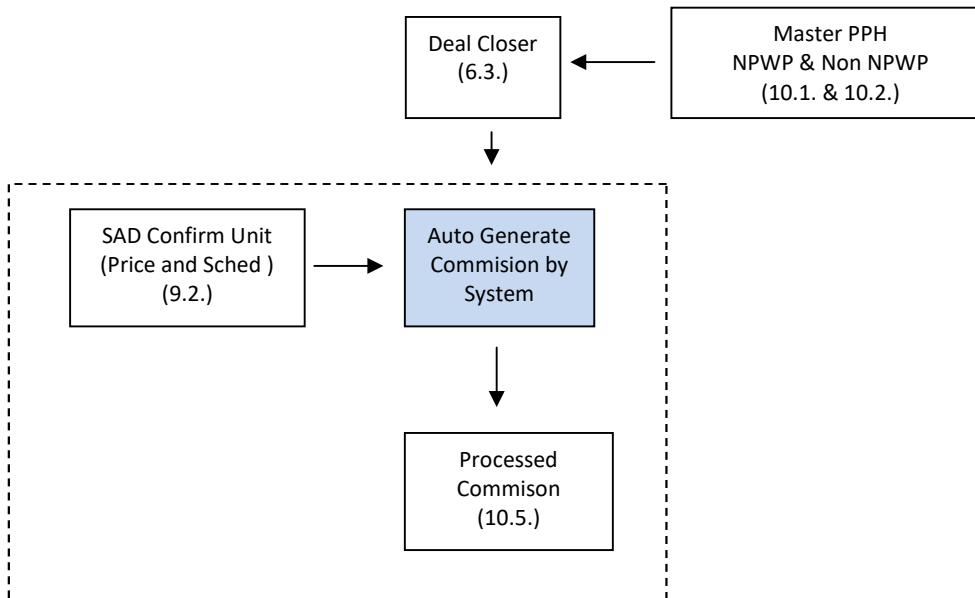 Deal Closer
(6.3.)
Master PPH
NPWP & Non NPWP
(10.1. & 10.2.)
SAD Confirm Unit
(Price and Sched )
(9.2.)
Auto Generate
Commision by
System
Processed
Commison
(10.5.)